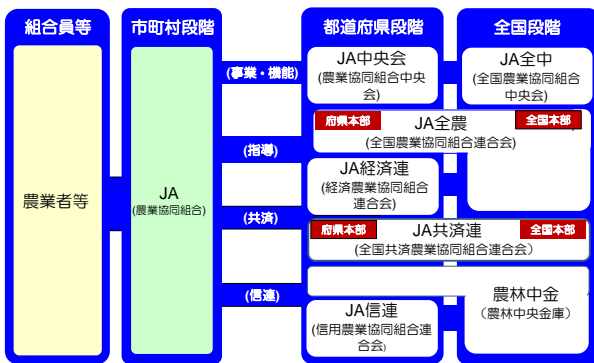 組合員等
市町村段階
都道府県段階
全国段階
農業者等
JA
(農業協同組合)
(事業・機能)
(指導)
(共済)
(信連)
JA中央会
(農業協同組合中央
会)
JA全中
(全国農業協同組合
中央会)
府県本部
JA全農
全国本部
(全国農業協同組合連合会)
JA経済連
(経済農業協同組合
連合会)
府県本部
JA共済連
全国本部
(全国共済農業協同組合連合会)
JA信連
(信用農業協同組合連
合会)
農林中金
(農林中央金庫)